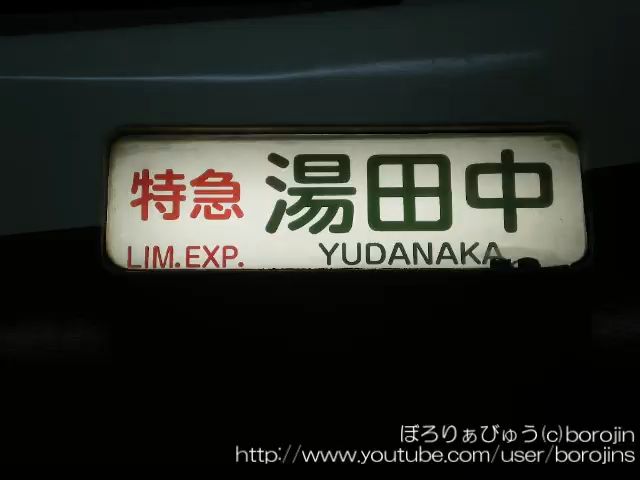 特急 湯田中
LIM.EXP. YUDANAKA
ぼろりぁびゅう(c)borojin
http://www.youtube.com/user/borojins